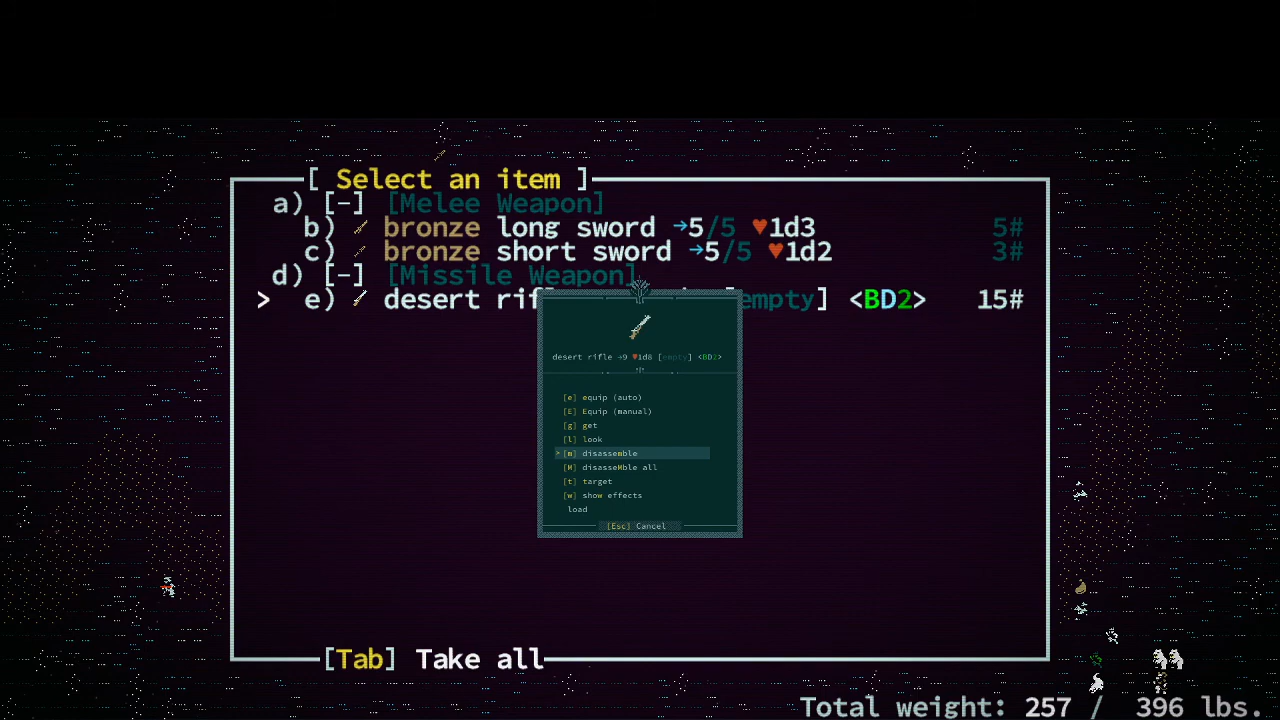 [ Select an item ]
a) [-] [Melee Weapon]
b) bronze long sword →5/5 ♥1d3 5#
c) bronze short sword →5/5 ♥1d2 3#
d) [-] [Missile Weapon]
> e) desert rif [empty] <BD2> 15#
desert rifle →9 ♥1d8 [empty] <BD2>
[e] equip (auto)
[E] Equip (manual)
[g] get
[l] look
> [m] disassemble
[M] disasseMble all
[t] target
[w] show effects
load
[Esc] Cancel
[Tab] Take all
Total weight: 257 / 396 lbs.